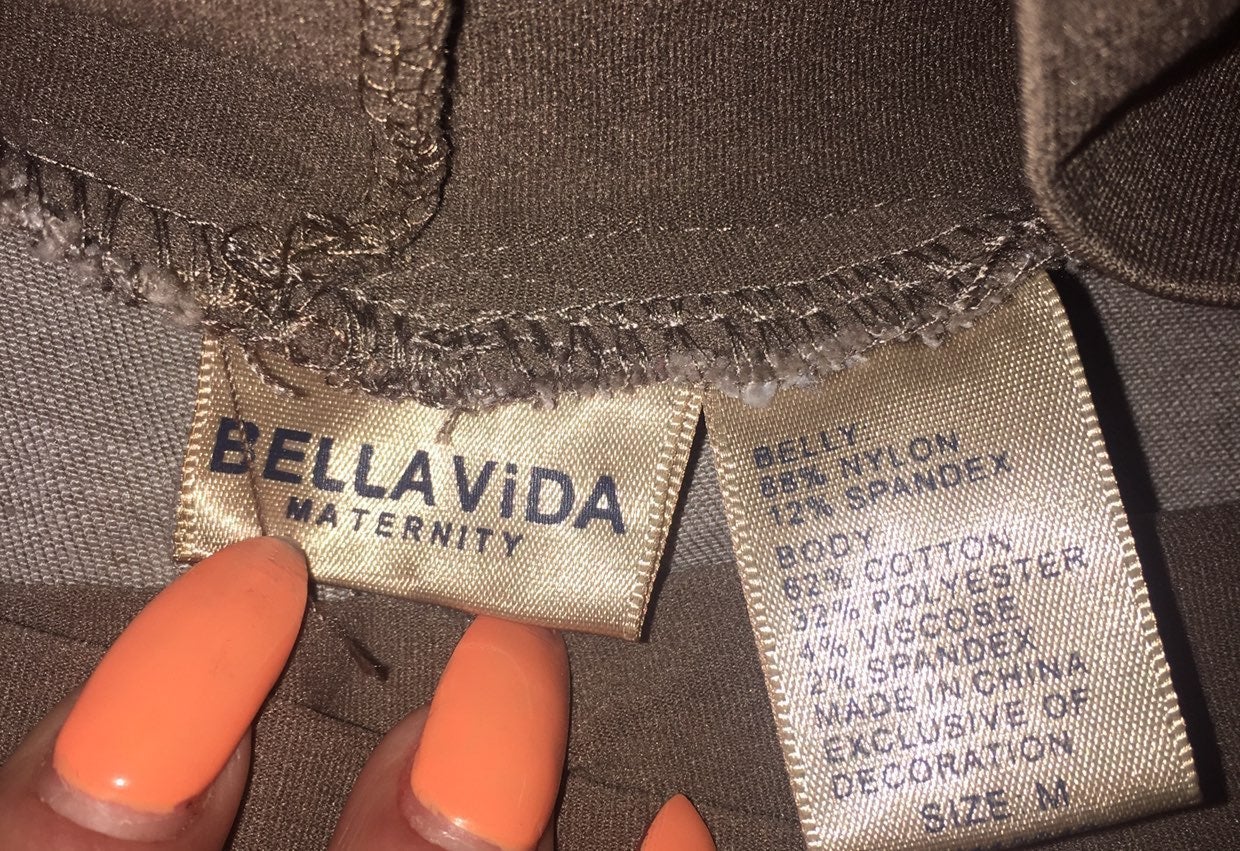 BELLAViDA
MATERNITY
BELLY
88% NYLON
12% SPANDEX
BODY
62% COTTON
32% POLYESTER
4% VISCOSE
2% SPANDEX
MADE IN CHINA
EXCLUSIVE OF
DECORATION
SIZE M